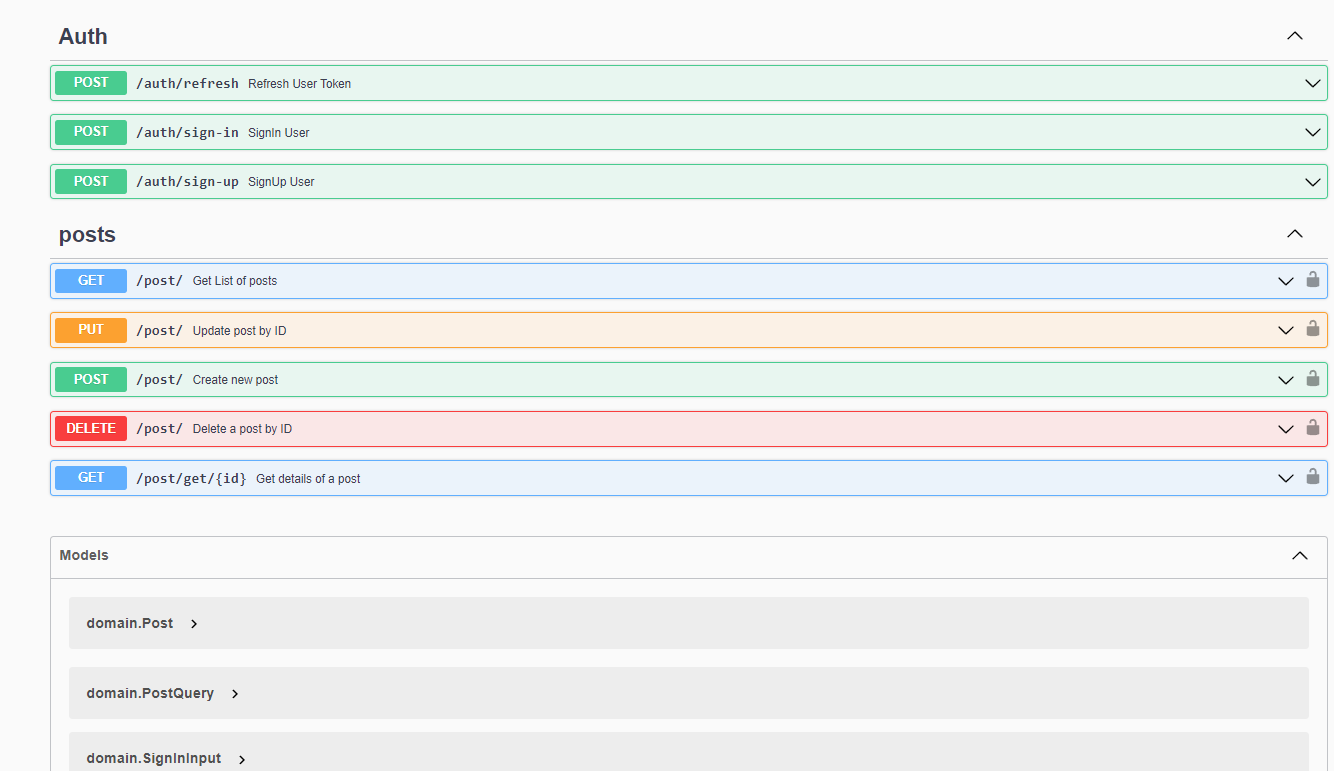 Auth
POST /auth/refresh Refresh User Token
POST /auth/sign-in SignIn User
POST /auth/sign-up SignUp User
posts
GET /post/ Get List of posts
PUT /post/ Update post by ID
POST /post/ Create new post
DELETE /post/ Delete a post by ID
GET /post/get/{id} Get details of a post
Models
domain.Post
domain.PostQuery
domain.SignInInput